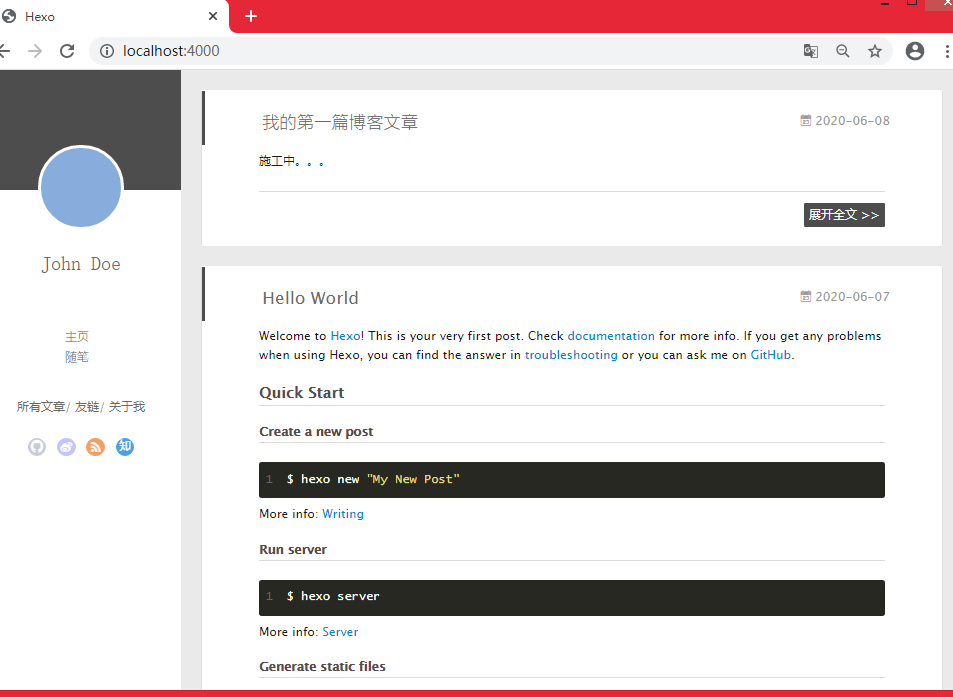 Hexo
localhost:4000
John Doe
主页
随笔
所有文章/ 友链/ 关于我
知
我的第一篇博客文章
2020-06-08
施工中。。。
展开全文 >>
Hello World
2020-06-07
Welcome to Hexo! This is your very first post. Check documentation for more info. If you get any problems
when using Hexo, you can find the answer in troubleshooting or you can ask me on GitHub.
Quick Start
Create a new post
1 $ hexo new "My New Post"
More info: Writing
Run server
1 $ hexo server
More info: Server
Generate static files